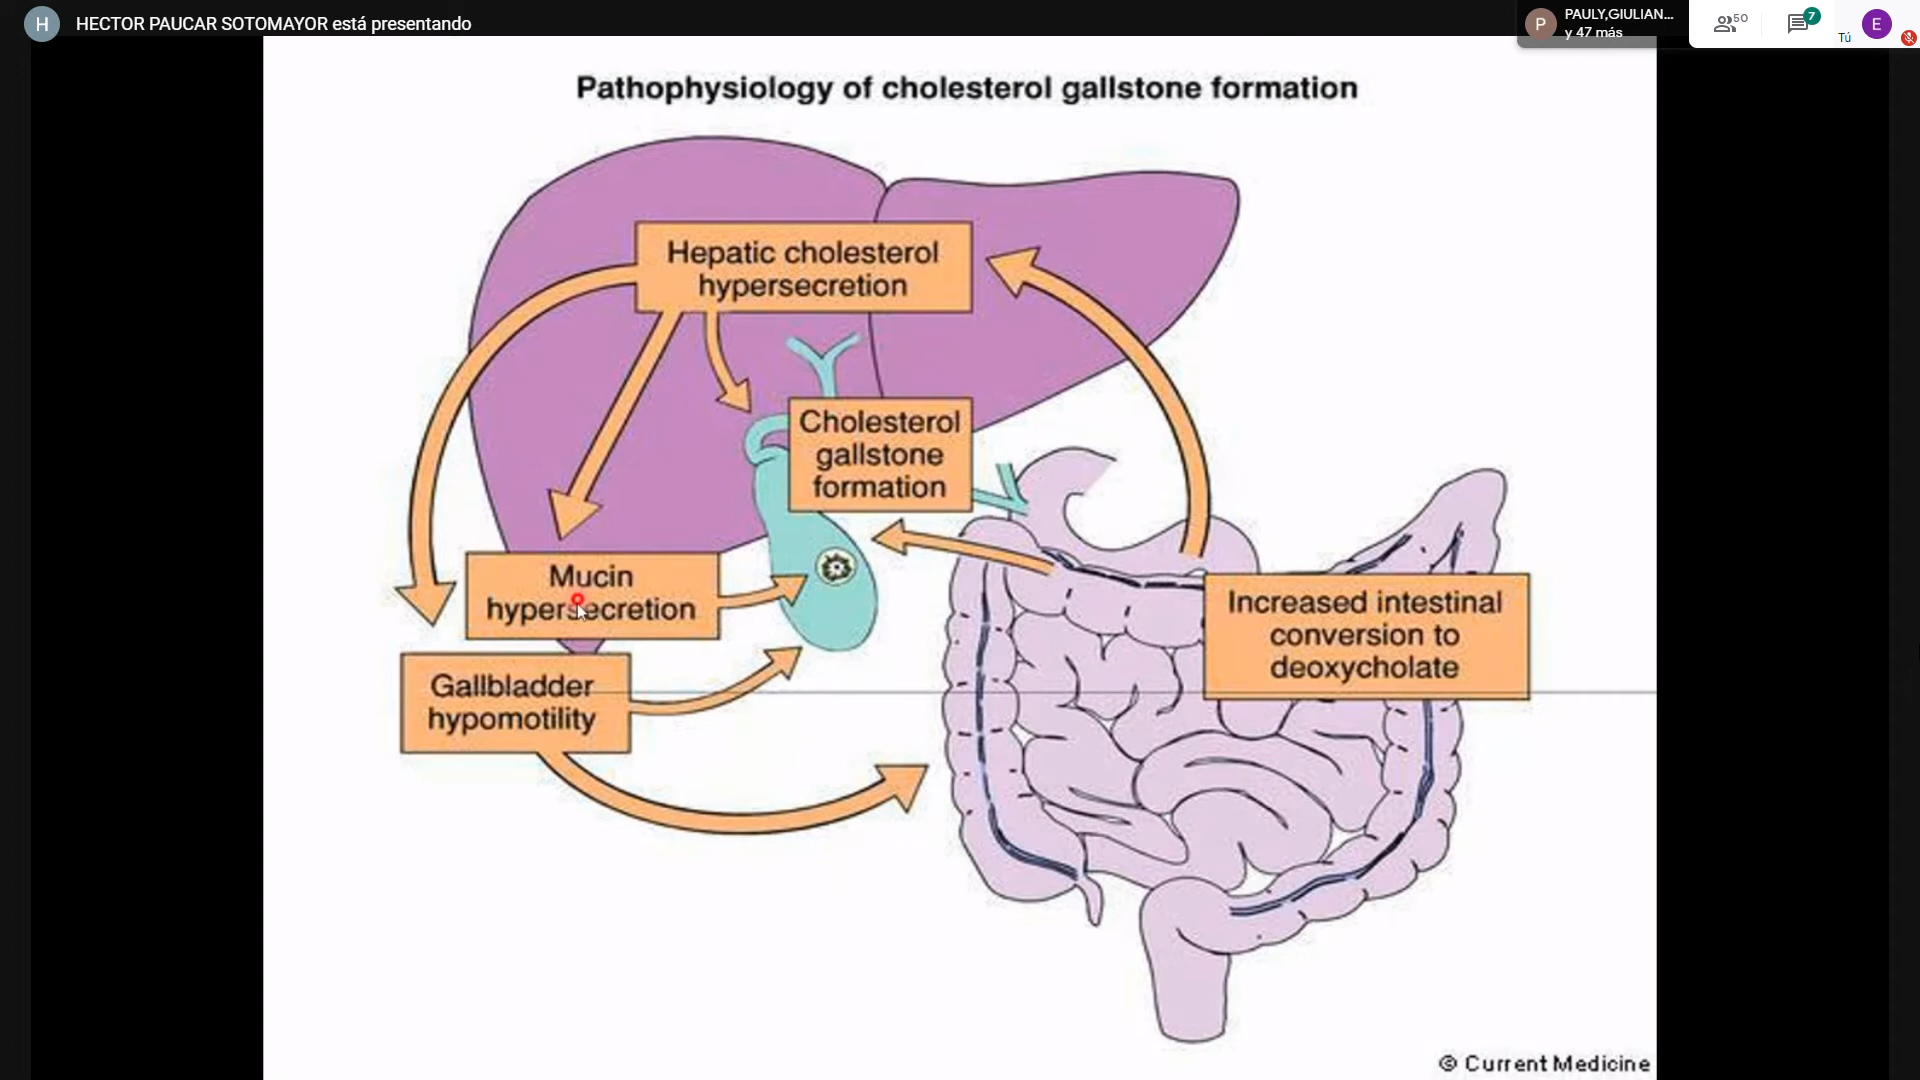 H
HECTOR PAUCAR SOTOMAYOR está presentando
P
PAULY,GIULIAN...
y 47 más
50
7
Tú
E
Pathophysiology of cholesterol gallstone formation
Hepatic cholesterol
hypersecretion
Cholesterol
gallstone
formation
Mucin
hypersecretion
Increased intestinal
conversion to
deoxycholate
Gallbladder
hypomotility
© Current Medicine